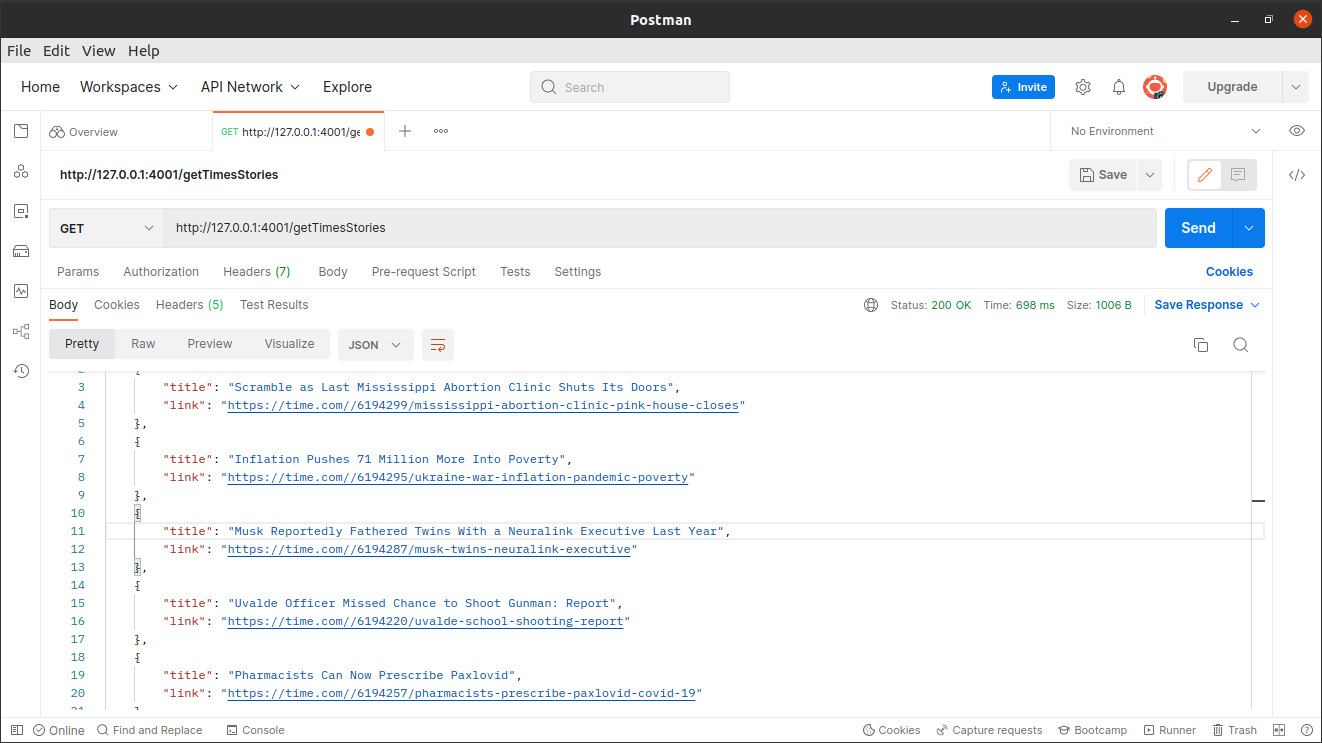 Postman
File Edit View Help
Home Workspaces API Network Explore Search Invite Upgrade
Overview GET http://127.0.0.1:4001/ge No Environment
http://127.0.0.1:4001/getTimesStories Save
GET http://127.0.0.1:4001/getTimesStories Send
Params Authorization Headers (7) Body Pre-request Script Tests Settings Cookies
Body Cookies Headers (5) Test Results Status: 200 OK Time: 698 ms Size: 1006 B Save Response
Pretty Raw Preview Visualize JSON
3 "title": "Scramble as Last Mississippi Abortion Clinic Shuts Its Doors",
4 "link": "https://time.com//6194299/mississippi-abortion-clinic-pink-house-closes"
5 },
6 {
7 "title": "Inflation Pushes 71 Million More Into Poverty",
8 "link": "https://time.com//6194295/ukraine-war-inflation-pandemic-poverty"
9 },
10 {
11 "title": "Musk Reportedly Fathered Twins With a Neuralink Executive Last Year",
12 "link": "https://time.com//6194287/musk-twins-neuralink-executive"
13 },
14 {
15 "title": "Uvalde Officer Missed Chance to Shoot Gunman: Report",
16 "link": "https://time.com//6194220/uvalde-school-shooting-report"
17 },
18 {
19 "title": "Pharmacists Can Now Prescribe Paxlovid",
20 "link": "https://time.com//6194257/pharmacists-prescribe-paxlovid-covid-19"
Online Find and Replace Console Cookies Capture requests Bootcamp Runner Trash